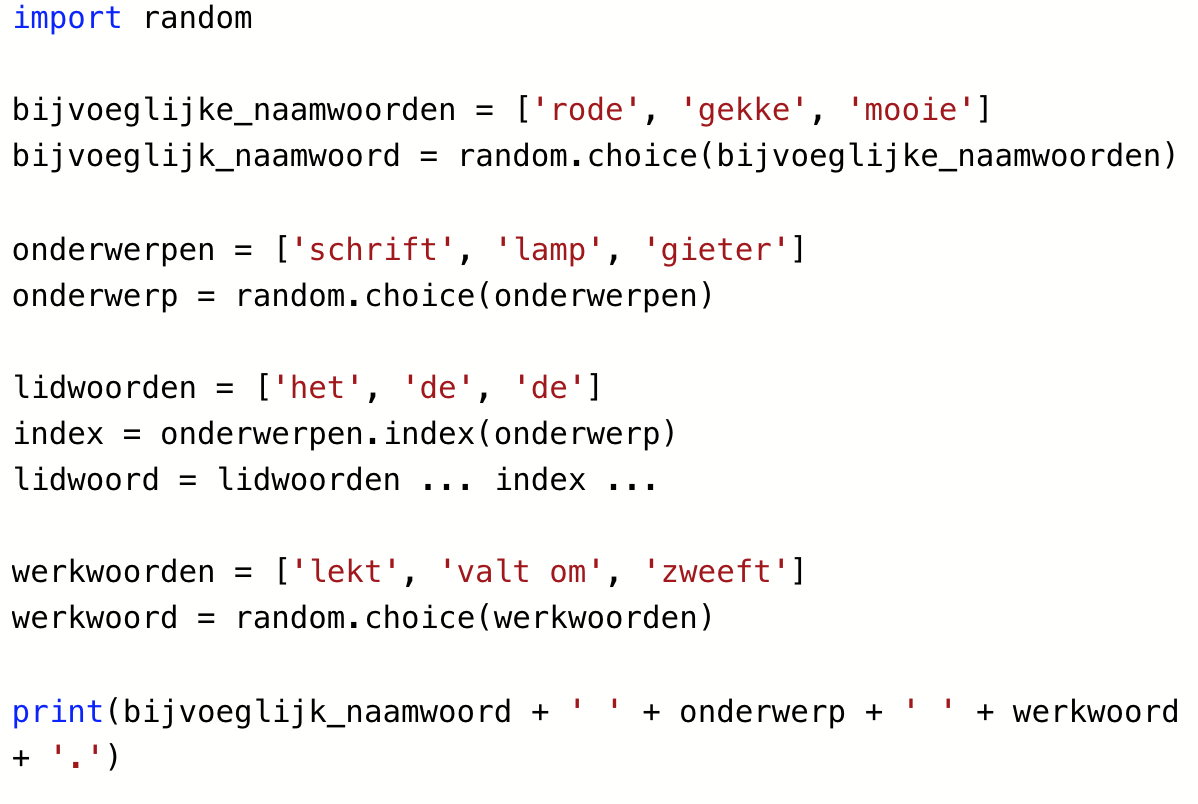 import random
bijvoeglijke_naamwoorden = ['rode', 'gekke', 'mooie']
bijvoeglijk_naamwoord = random.choice(bijvoeglijke_naamwoorden)
onderwerpen = ['schrift', 'lamp', 'gieter']
onderwerp = random.choice(onderwerpen)
lidwoorden = ['het', 'de', 'de']
index = onderwerpen.index(onderwerp)
lidwoord = lidwoorden ... index ...
werkwoorden = ['lekt', 'valt om', 'zweeft']
werkwoord = random.choice(werkwoorden)
print(bijvoeglijk_naamwoord + ' ' + onderwerp + ' ' + werkwoord
+ '.')